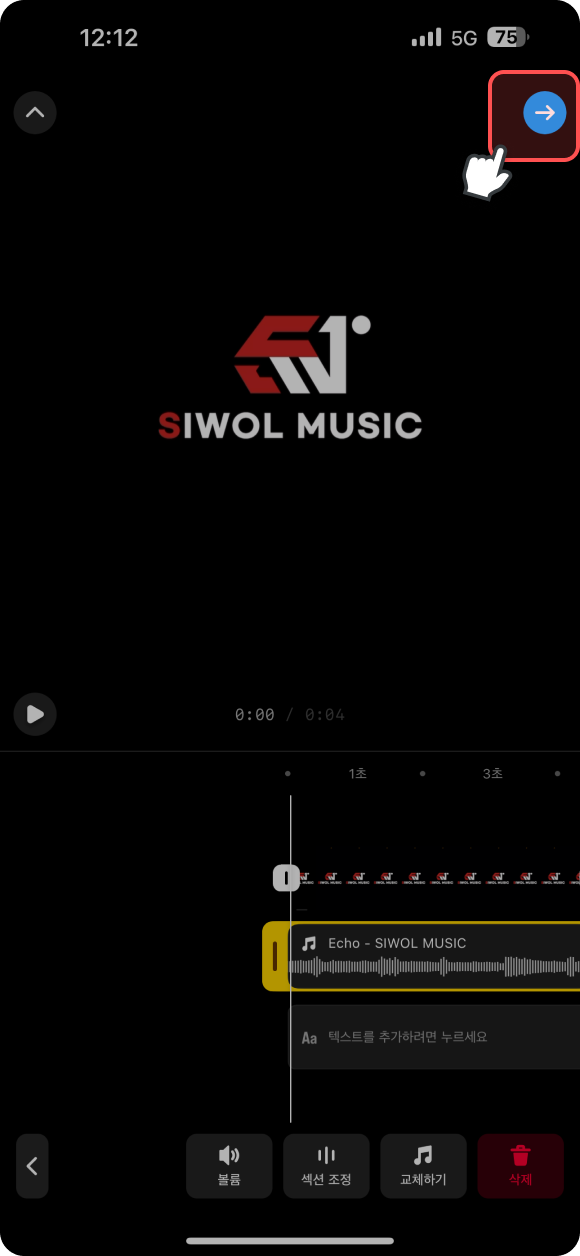 12:12 5G 75
SIWOL MUSIC
0:00 / 0:04
1초 3초
Echo - SIWOL MUSIC
Aa 텍스트를 추가하려면 누르세요
볼륨 섹션 조정 교체하기 삭제